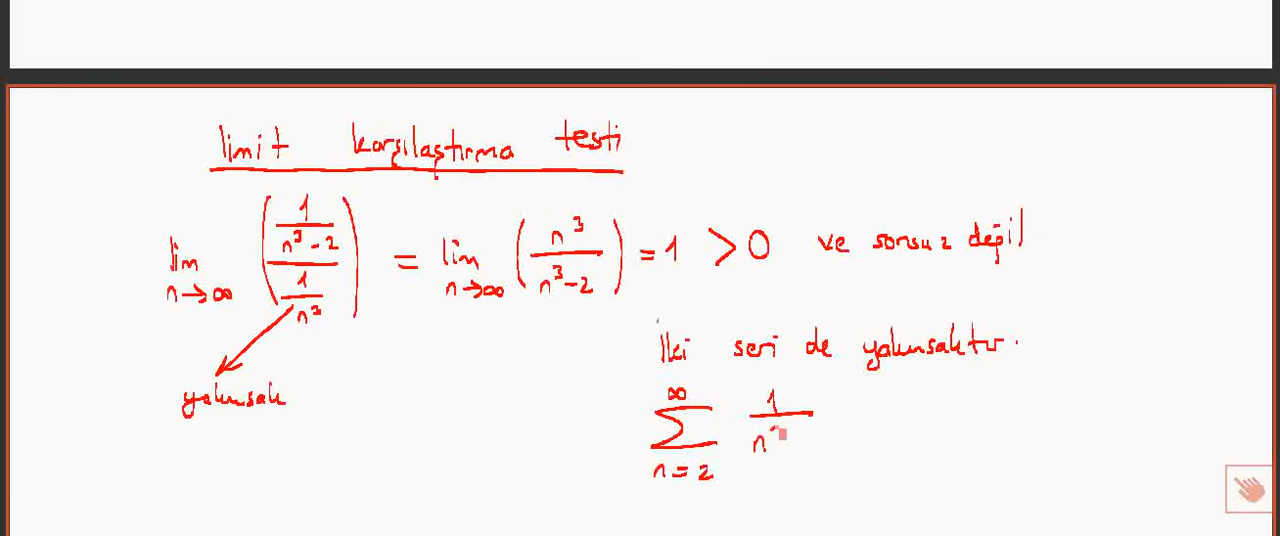 limit karşılaştırma testi
lim n→∞ ( (1/(n³-2)) / (1/n³) ) = lim n→∞ ( n³/(n³-2) ) = 1 > 0 ve sonsuz değil
yakınsak
İki seri de yakınsaktır.
∞ ∑ n=2 1/n